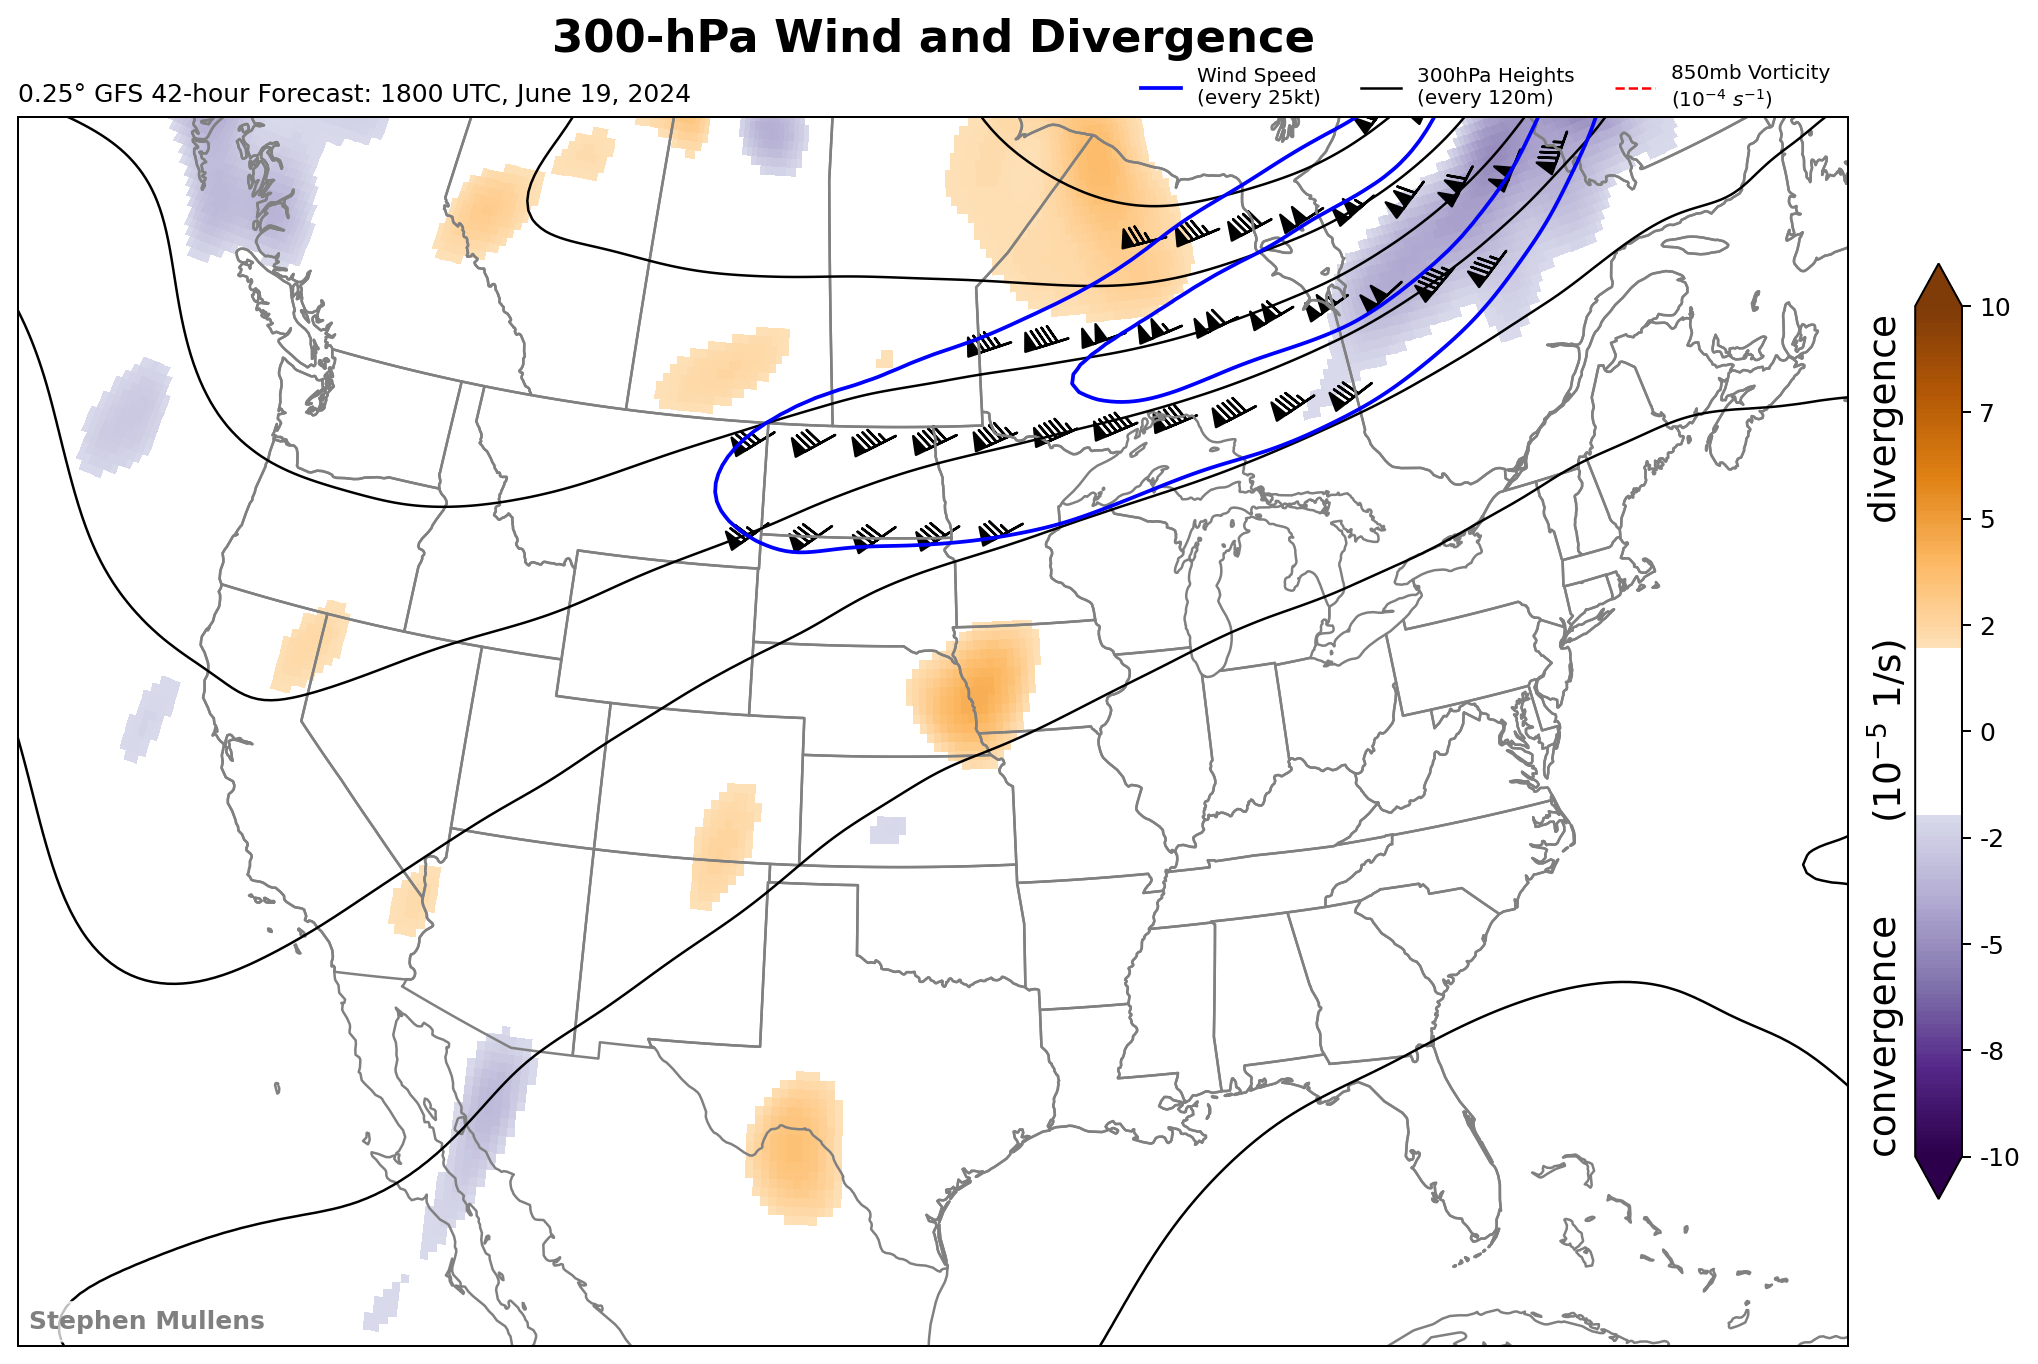 300-hPa Wind and Divergence
0.25° GFS 42-hour Forecast: 1800 UTC, June 19, 2024
Wind Speed
(every 25kt)
300hPa Heights
(every 120m)
850mb Vorticity
(10⁻⁴ s⁻¹)
10
7
5
2
0
-2
-5
-8
-10
convergence (10⁻⁵ 1/s) divergence
Stephen Mullens